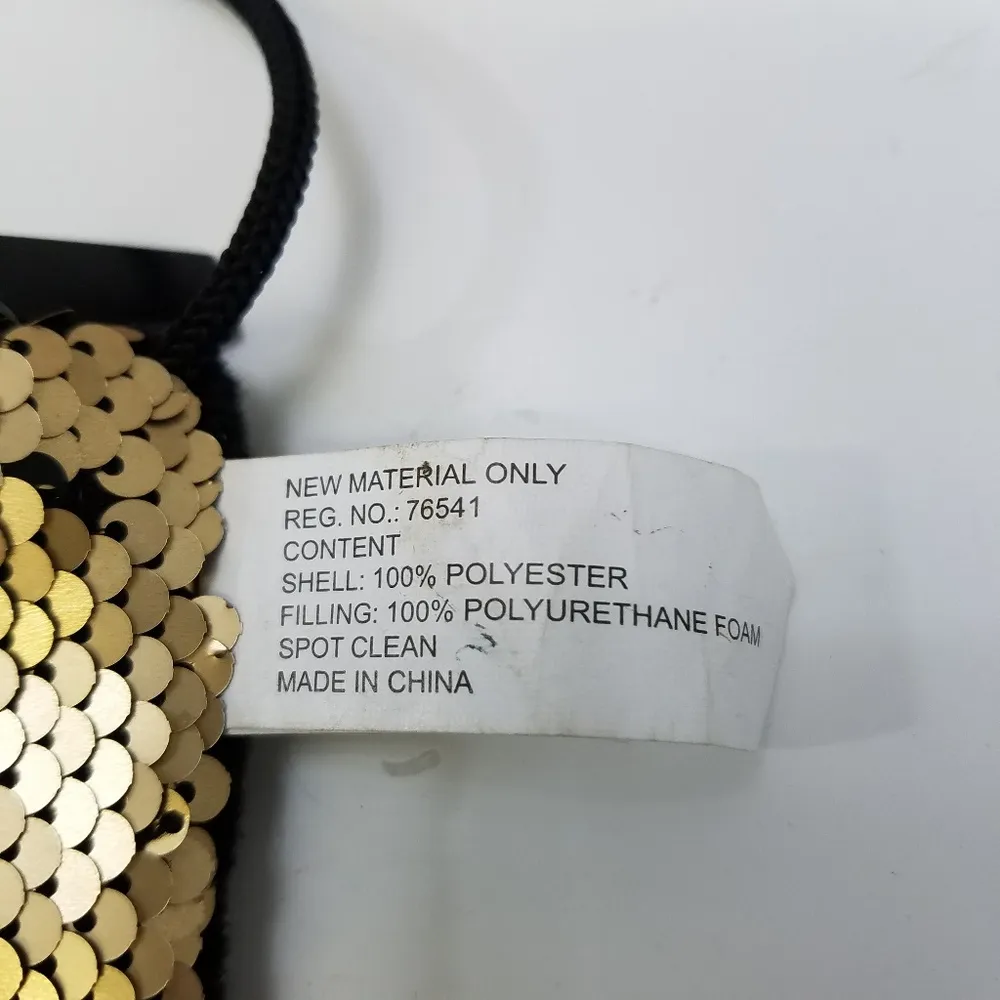 NEW MATERIAL ONLY
REG. NO.: 76541
CONTENT
SHELL: 100% POLYESTER
FILLING: 100% POLYURETHANE FOAM
SPOT CLEAN
MADE IN CHINA